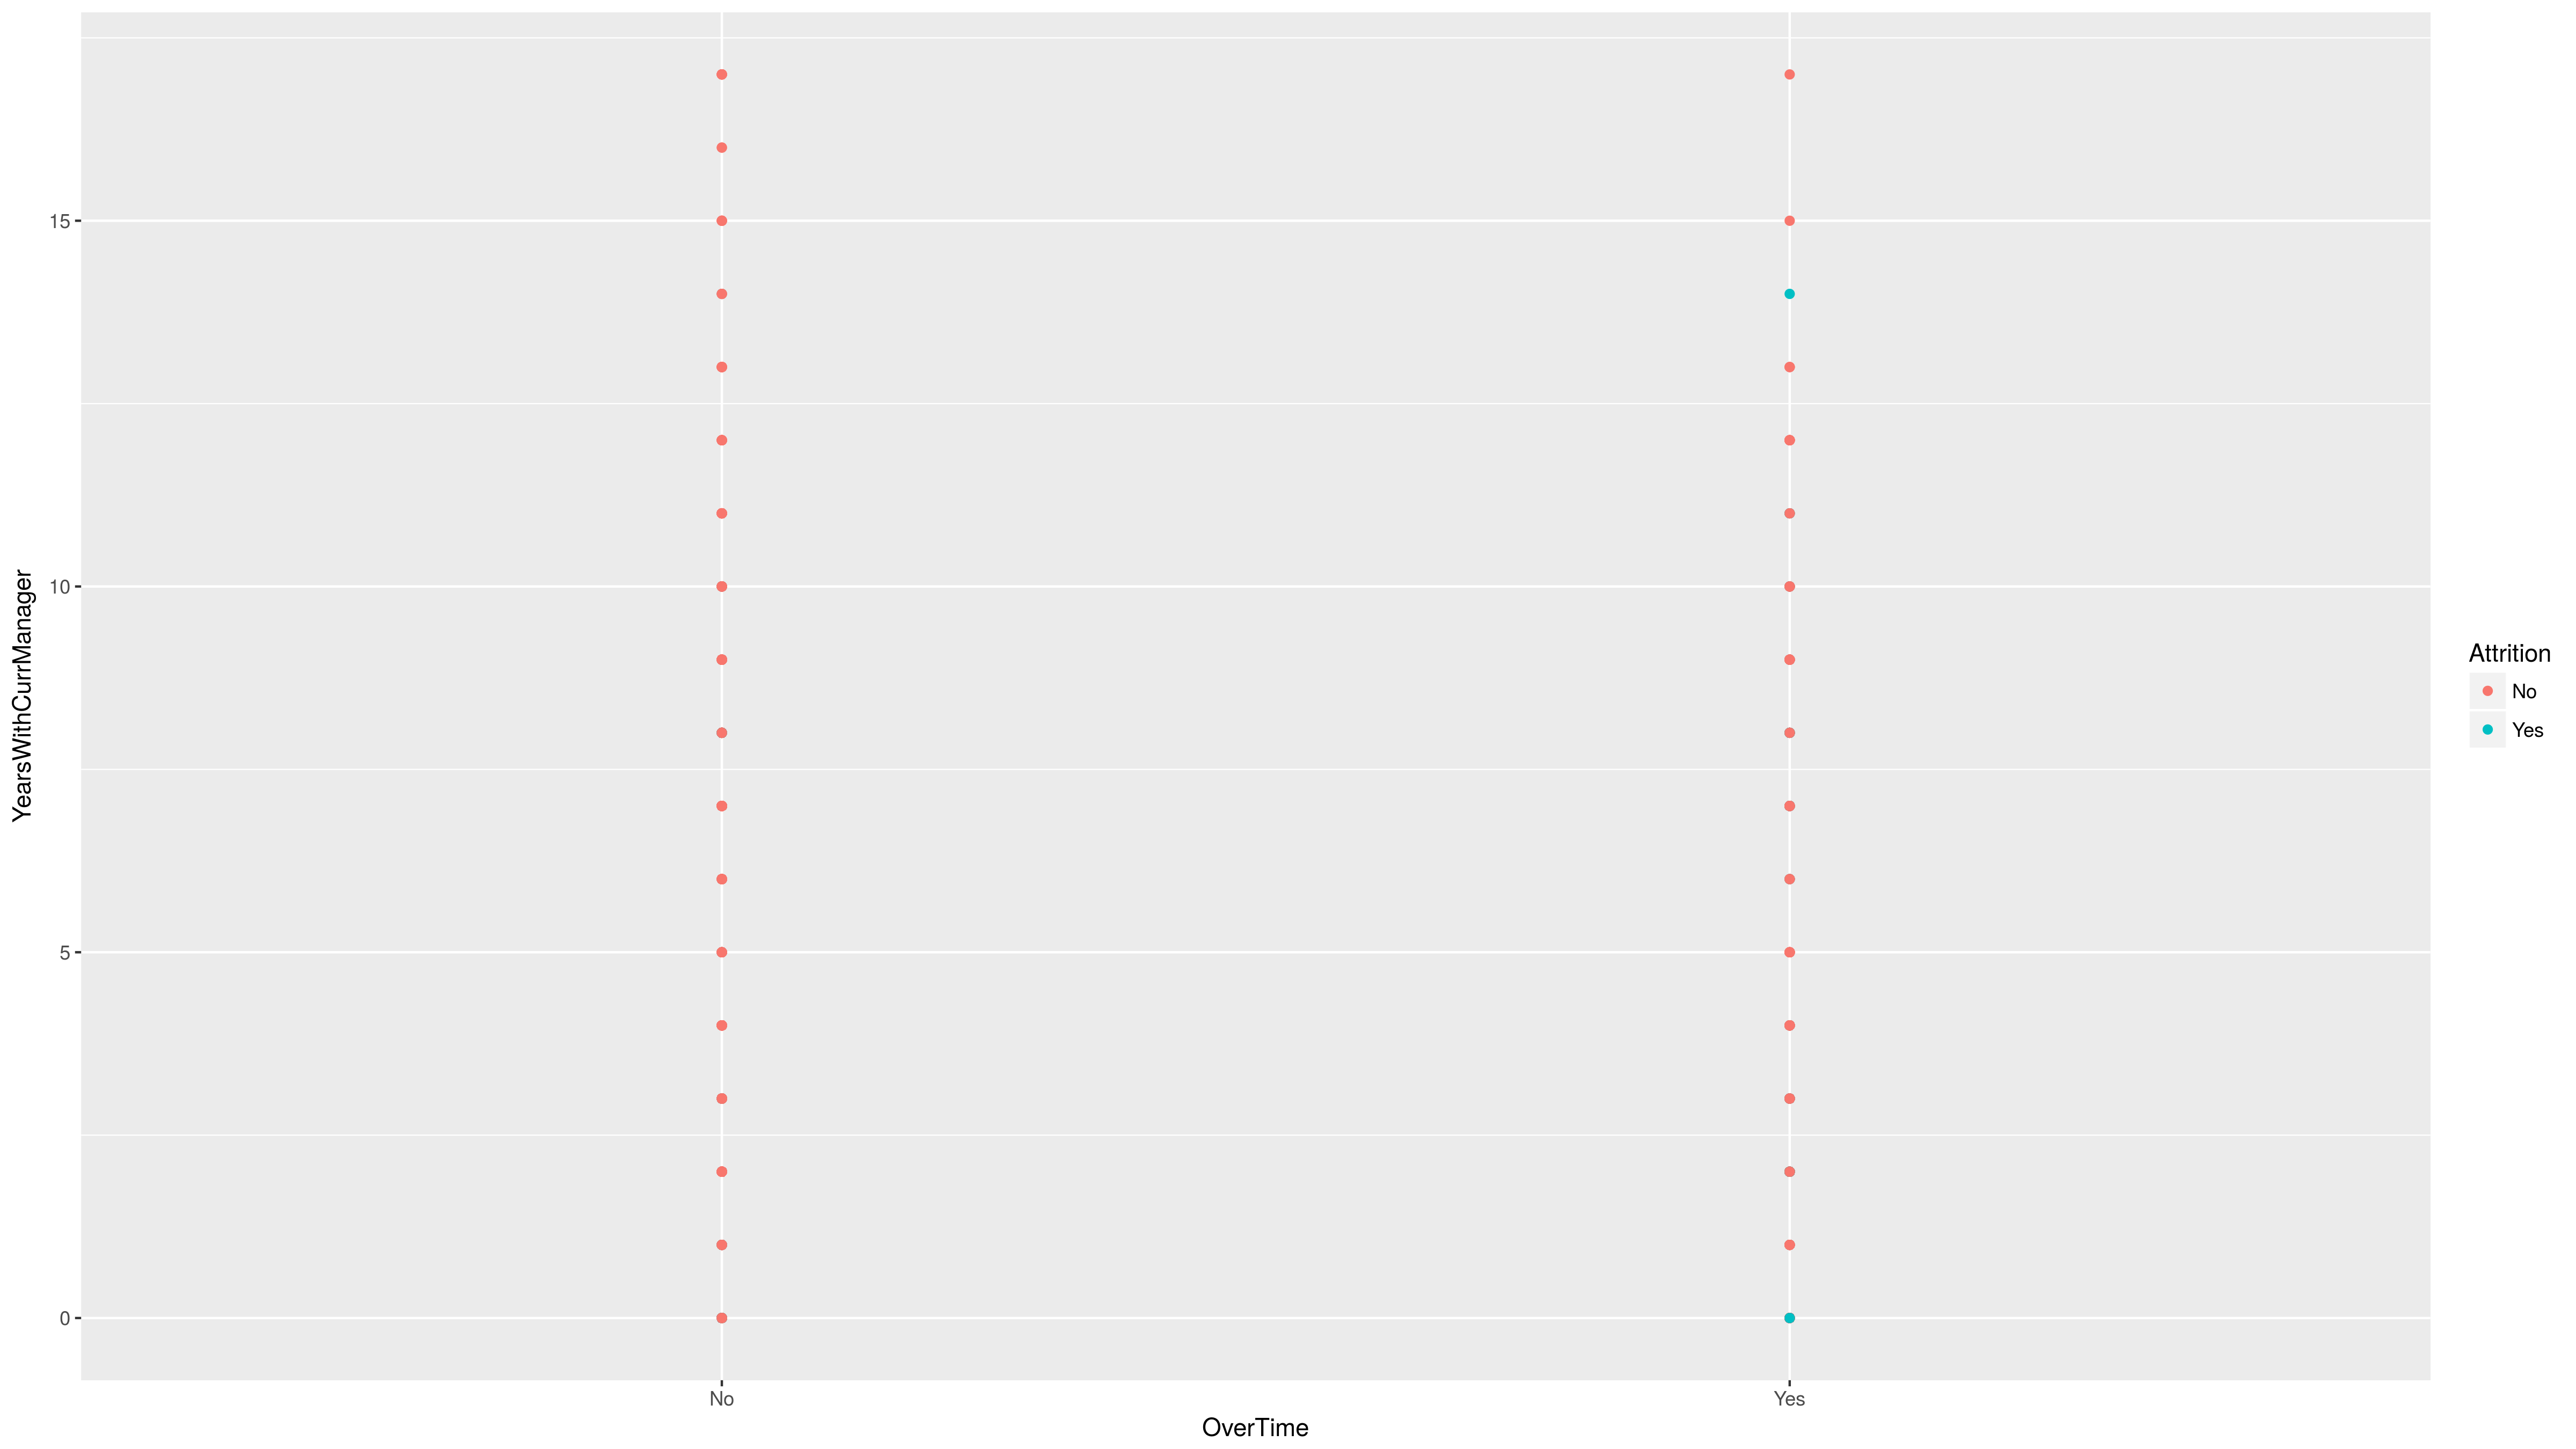 YearsWithCurrManager
15
10
5
0
No
Yes
OverTime
Attrition
No
Yes